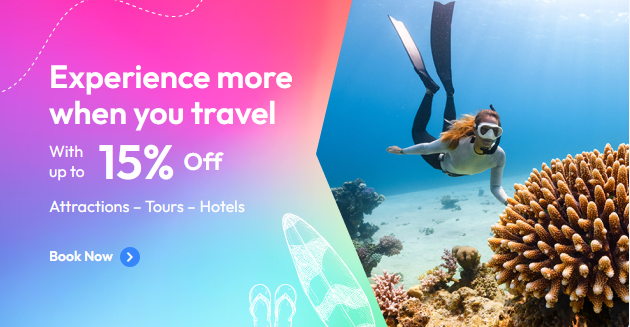 Experience more
when you travel
With
up to 15% Off
Attractions – Tours – Hotels
Book Now